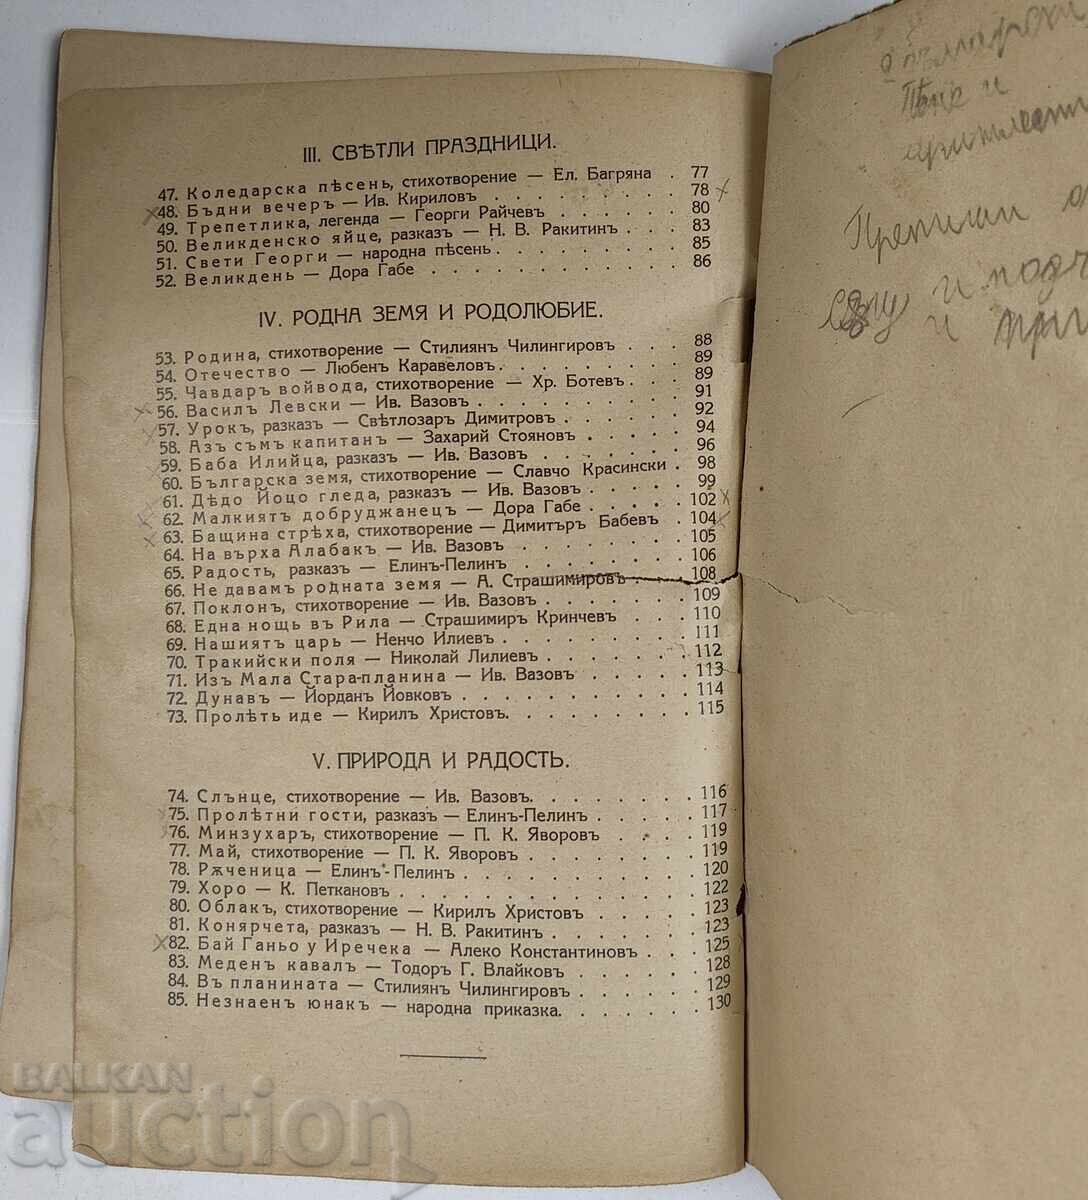 III. СВѢТЛИ ПРАЗДНИЦИ.
47. Коледарска пѣсень, стихотворение — Ел. Багряна . 77
48. Бъдни вечеръ — Ив. Кириловъ . . . . . . . 78
49. Трепетлика, легенда — Георги Райчевъ . . . . . . 80
50. Великденско яйце, разказъ — Н. В. Ракитинъ . . . . 83
51. Свети Георги — народна пѣсень . . . . . . . . 85
52. Великдень — Дора Габе . . . . . . . . . . 86
IV. РОДНА ЗЕМЯ И РОДОЛЮБИЕ.
53. Родина, стихотворение — Стилиянъ Чилингировъ . . . 88
54. Отечество — Любенъ Каравеловъ . . . . . . . 89
55. Чавдаръ войвода, стихотворение — Хр. Ботевъ . . . 89
56. Василъ Левски — Ив. Вазовъ . . . . . . . . 91
57. Урокъ, разказъ — Свѣтлозаръ Димитровъ . . . . . 92
58. Азъ съмъ капитанъ — Захарий Стояновъ . . . . . 94
59. Баба Илийца, разказъ — Ив. Вазовъ . . . . . . 96
60. Българска земя, стихотворение — Славчо Красински . 98
61. Дѣдо Йоцо гледа, разказъ — Ив. Вазовъ . . . . . 99
62. Малкиятъ добруджанецъ — Дора Габе . . . . . 102
63. Бащина стрѣха, стихотворение — Димитъръ Бабевъ . 104
64. На върха Алабакъ — Ив. Вазовъ . . . . . . . 105
65. Радость, разказъ — Елинъ-Пелинъ . . . . . . . 106
66. Не давамъ родната земя — А. Страшимировъ . . . 108
67. Поклонъ, стихотворение — Ив. Вазовъ . . . . . . 109
68. Една нощь въ Рила — Страшимиръ Кринчевъ . . . 110
69. Нашиятъ царь — Ненчо Илиевъ . . . . . . . 111
70. Тракийски поля — Николай Лилиевъ . . . . . . 112
71. Изъ Мала Стара-планина — Ив. Вазовъ . . . . . 113
72. Дунавъ — Йорданъ Йовковъ . . . . . . . . . 114
73. Пролѣть иде — Кирилъ Христовъ. . . . . . . . 115
V. ПРИРОДА И РАДОСТЬ.
74. Слънце, стихотворение — Ив. Вазовъ. . . . . . . 116
75. Пролѣтни гости, разказъ — Елинъ-Пелинъ . . . . . 117
76. Минзухаръ, стихотворение — П. К. Яворовъ . . . . 119
77. Май, стихотворение — П. К. Яворовъ . . . . . . 119
78. Рѫченица — Елинъ-Пелинъ . . . . . . . . . 120
79. Хоро — К. Петкановъ . . . . . . . . . . . 122
80. Облакъ, стихотворение — Кирилъ Христовъ . . . . . 123
81. Конярчета, разказъ — Н. В. Ракитинъ . . . . . . 123
82. Бай Ганьо у Иречека — Алеко Константиновъ . . . 125
83. Меденъ кавалъ — Тодоръ Г. Влайковъ . . . . . . 128
84. Въ планината — Стилиянъ Чилингировъ . . . . . 129
85. Незнаенъ юнакъ — народна приказка. . . . . . . 130
Препиши
и
и
BALKAN
auction